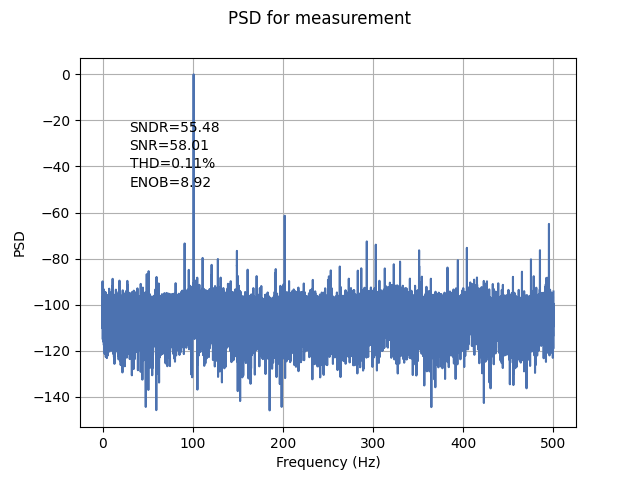 PSD for measurement
0
−20
−40
−60
−80
−100
−120
−140
PSD
SNDR=55.48
SNR=58.01
THD=0.11%
ENOB=8.92
0
100
200
300
400
500
Frequency (Hz)